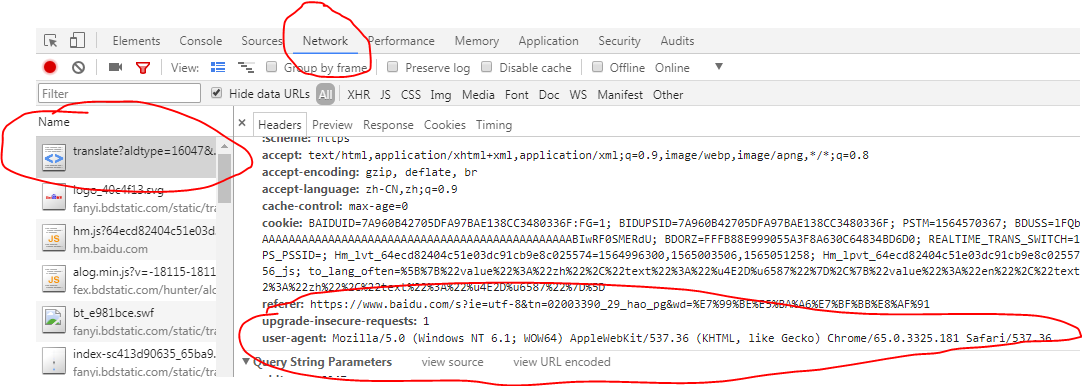 Elements Console Sources Network Performance Memory Application Security Audits
View: Group by frame Preserve log Disable cache Offline Online
Filter Hide data URLs All XHR JS CSS Img Media Font Doc WS Manifest Other
Name
translate?aldtype=16047&.
logo_40c4f13.svg
fanyi.bdstatic.com/static/tra
hm.js?64ecd82404c51e03d.
hm.baidu.com
alog.min.js?v=-18115-1811
fex.bdstatic.com/hunter/alo
bt_e981bce.swf
fanyi.bdstatic.com/static/tra
index-sc413d90635_65ba9.
fanyi.bdstatic.com/static/tra
Headers Preview Response Cookies Timing
:scheme: https
accept: text/html,application/xhtml+xml,application/xml;q=0.9,image/webp,image/apng,*/*;q=0.8
accept-encoding: gzip, deflate, br
accept-language: zh-CN,zh;q=0.9
cache-control: max-age=0
cookie: BAIDUID=7A960B42705DFA97BAE138CC3480336F:FG=1; BIDUPSID=7A960B42705DFA97BAE138CC3480336F; PSTM=1564570367; BDUSS=lFQb
AAAAAAAAAAAAAAAAAAAAAAAAAAAAAAAAAAAAAAAAAAAAAAAAABIwRF0SMERdU; BDORZ=FFFB88E999055A3F8A630C64834BD6D0; REALTIME_TRANS_SWITCH=1
PS_PSSID=; Hm_lvt_64ecd82404c51e03dc91cb9e8c025574=1564996300,1565003506,1565051258; Hm_lpvt_64ecd82404c51e03dc91cb9e8c02557
56_js; to_lang_often=%5B%7B%22value%22%3A%22zh%22%2C%22text%22%3A%22%u4E2D%u6587%22%7D%2C%7B%22value%22%3A%22en%22%2C%22text
2%3A%22zh%22%2C%22text%22%3A%22%u4E2D%u6587%22%7D%5D
referer: https://www.baidu.com/s?ie=utf-8&tn=02003390_29_hao_pg&wd=%E7%99%BE%E5%BA%A6%E7%BF%BB%E8%AF%91
upgrade-insecure-requests: 1
user-agent: Mozilla/5.0 (Windows NT 6.1; WOW64) AppleWebKit/537.36 (KHTML, like Gecko) Chrome/65.0.3325.181 Safari/537.36
Query String Parameters view source view URL encoded